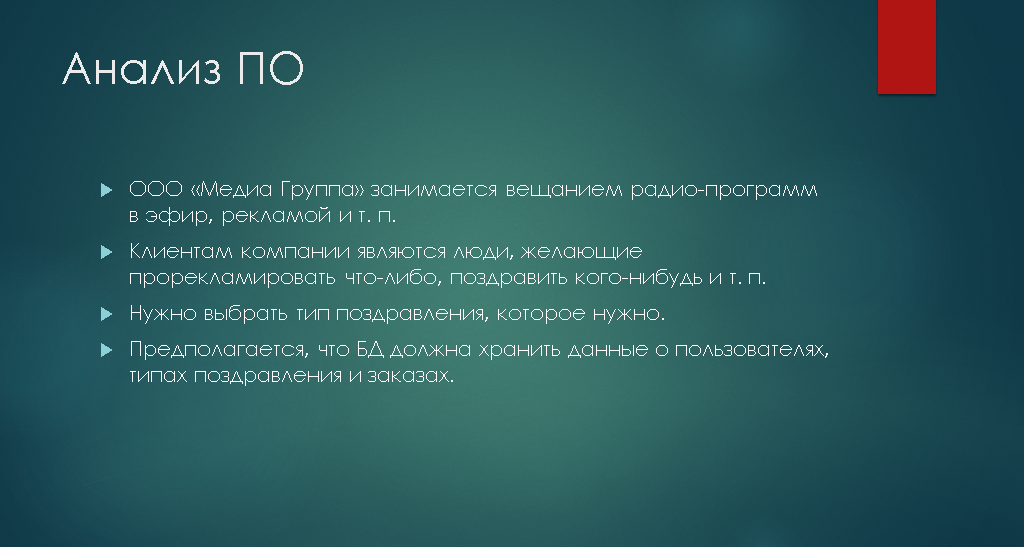 Анализ ПО
ООО «Медиа Группа» занимается вещанием радио-программ
в эфир, рекламой и т. п.
Клиентам компании являются люди, желающие
прорекламировать что-либо, поздравить кого-нибудь и т. п.
Нужно выбрать тип поздравления, которое нужно.
Предполагается, что БД должна хранить данные о пользователях,
типах поздравления и заказах.